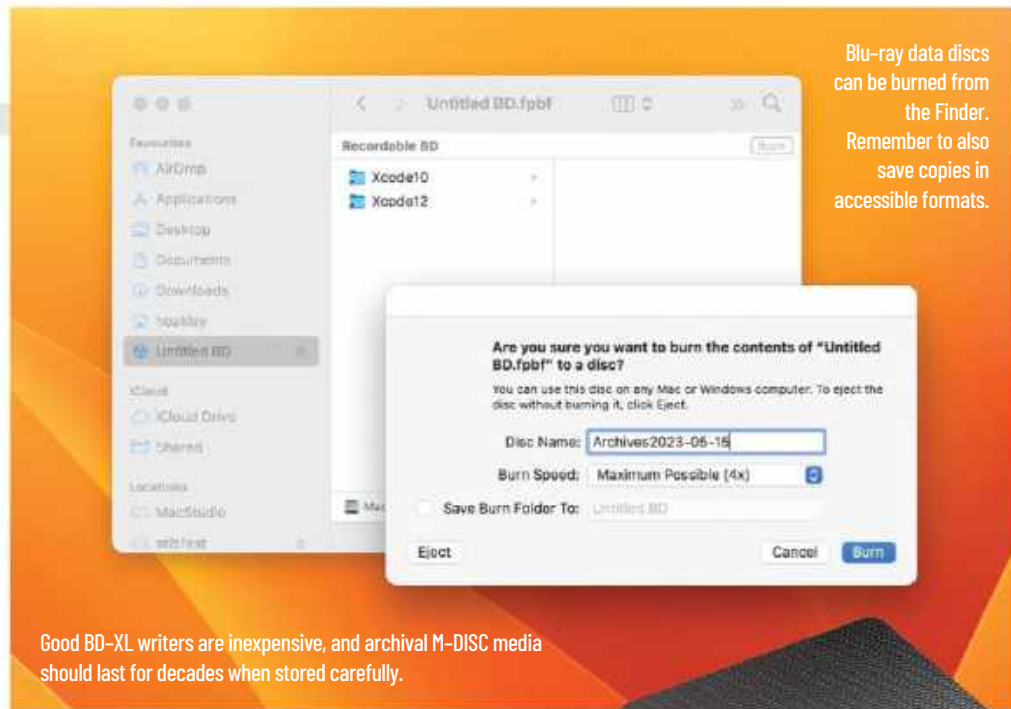 Blu-ray data discs
can be burned from
the Finder.
Remember to also
save copies in
accessible formats.
Untitled BD.fpbf
Favourites
AirDrop
Applications
Desktop
Documents
Downloads
hoakley
Untitled BD
iCloud
iCloud Drive
Shared
Locations
MacStudio
Recordable BD
Burn
Xcode10
Xcode12
Mac
Are you sure you want to burn the contents of “Untitled
BD.fpbf” to a disc?
You can use this disc on any Mac or Windows computer. To eject the
disc without burning it, click Eject.
Disc Name: Archives2023-05-15
Burn Speed: Maximum Possible (4x)
Save Burn Folder To: Untitled BD
Eject
Cancel
Burn
Good BD-XL writers are inexpensive, and archival M-DISC media
should last for decades when stored carefully.